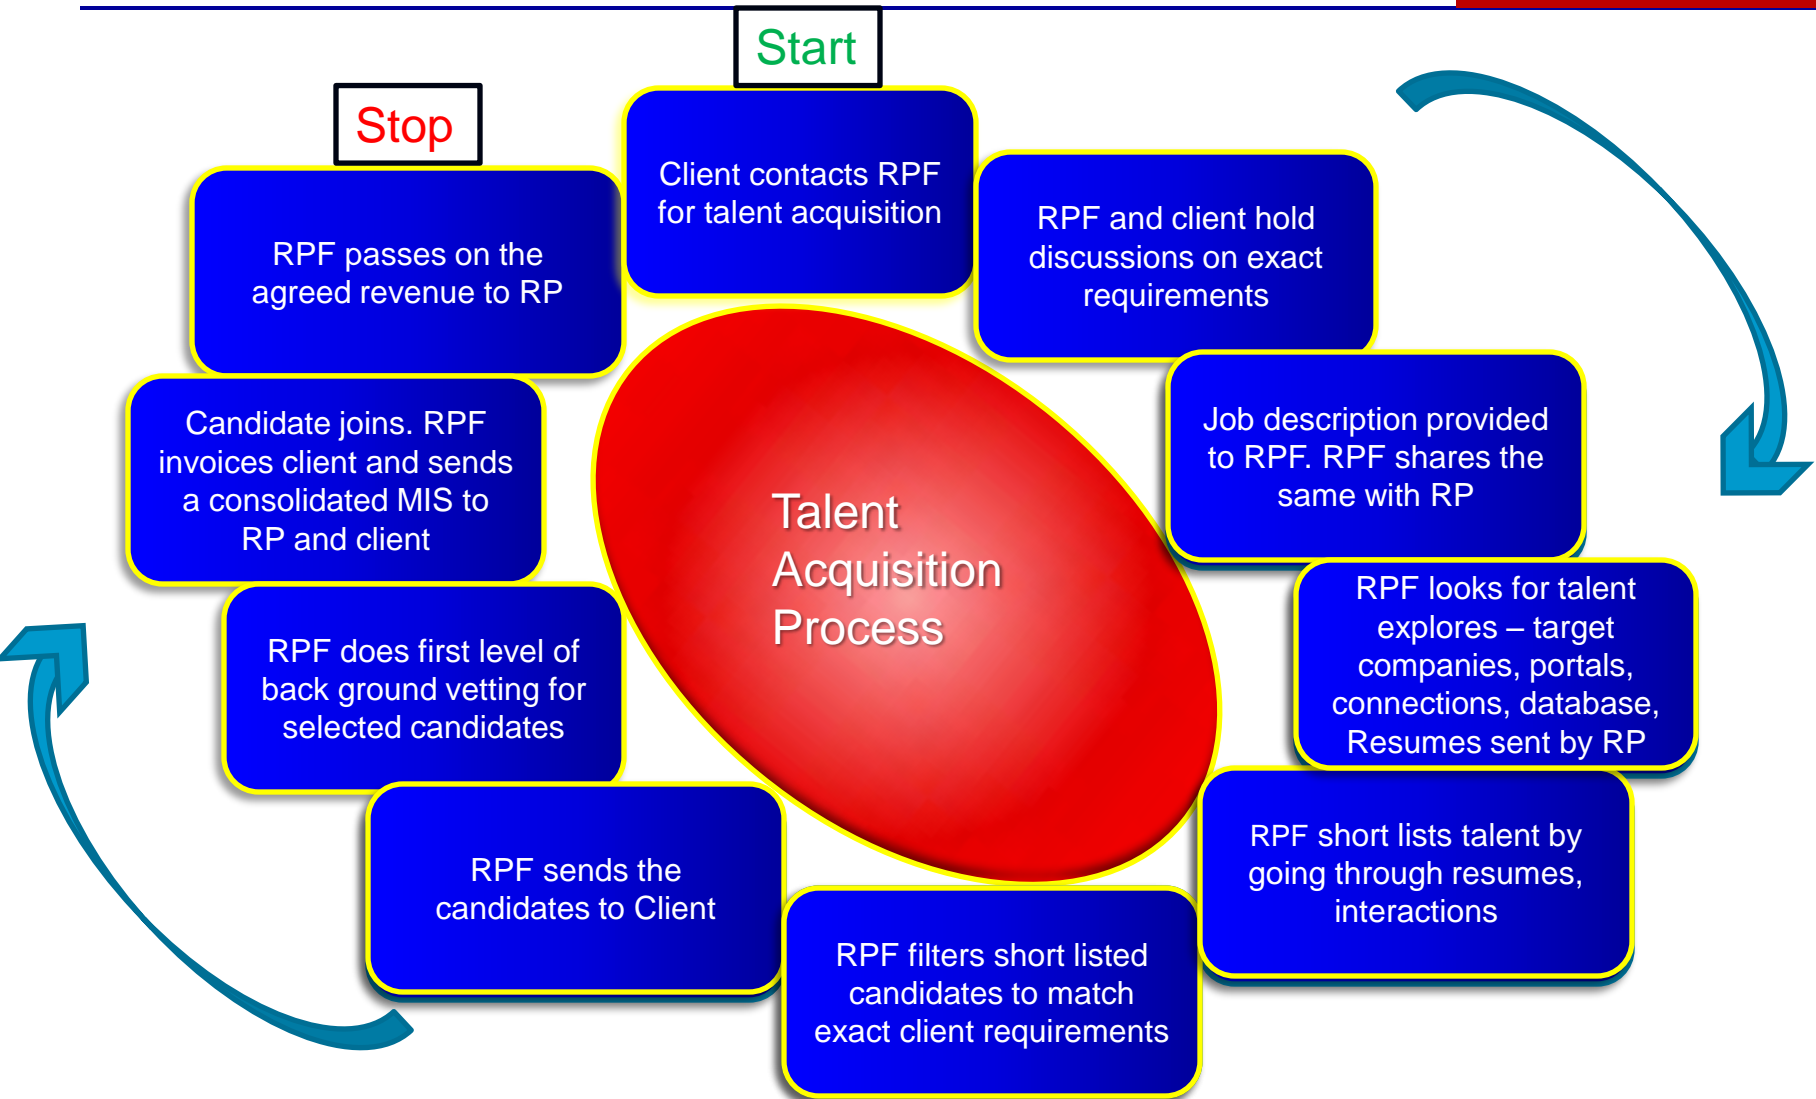 Start
Client contacts RPF
for talent acquisition
RPF and client hold
discussions on exact
requirements
Job description provided
to RPF. RPF shares the
same with RP
RPF looks for talent
explores – target
companies, portals,
connections, database,
Resumes sent by RP
RPF short lists talent by
going through resumes,
interactions
RPF filters short listed
candidates to match
exact client requirements
RPF sends the
candidates to Client
RPF does first level of
back ground vetting for
selected candidates
Candidate joins. RPF
invoices client and sends
a consolidated MIS to
RP and client
RPF passes on the
agreed revenue to RP
Stop
Talent
Acquisition
Process